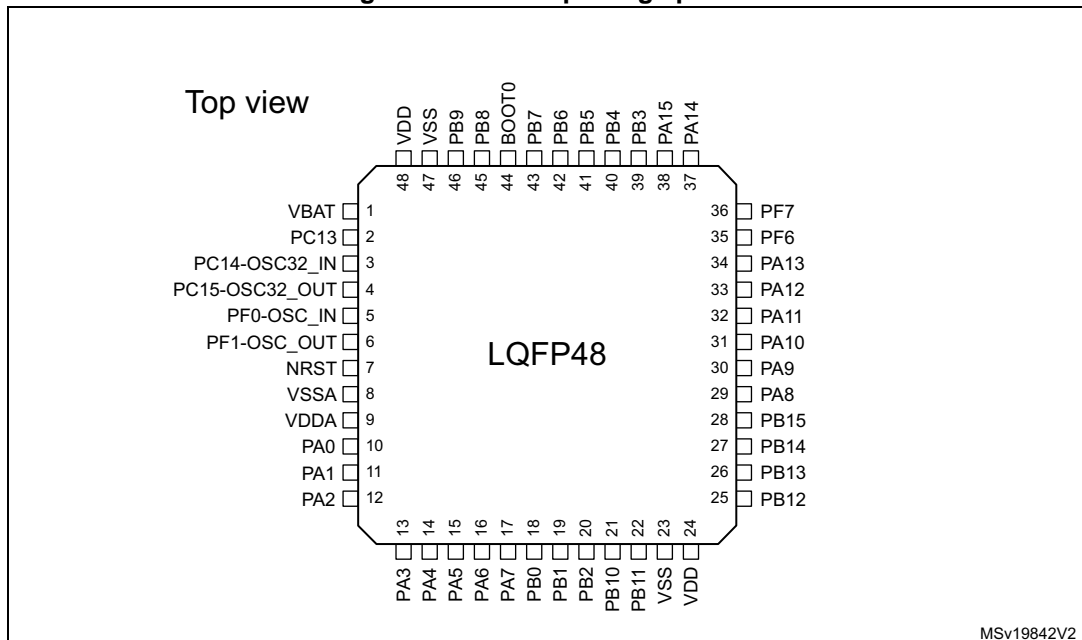 Top view
VDD
VSS
PB9
PB8
BOOT0
PB7
PB6
PB5
PB4
PB3
PA15
PA14
48
47
46
45
44
43
42
41
40
39
38
37
VBAT 1
PC13 2
PC14-OSC32_IN 3
PC15-OSC32_OUT 4
PF0-OSC_IN 5
PF1-OSC_OUT 6
NRST 7
VSSA 8
VDDA 9
PA0 10
PA1 11
PA2 12
LQFP48
36 PF7
35 PF6
34 PA13
33 PA12
32 PA11
31 PA10
30 PA9
29 PA8
28 PB15
27 PB14
26 PB13
25 PB12
13
14
15
16
17
18
19
20
21
22
23
24
PA3
PA4
PA5
PA6
PA7
PB0
PB1
PB2
PB10
PB11
VSS
VDD
MSv19842V2